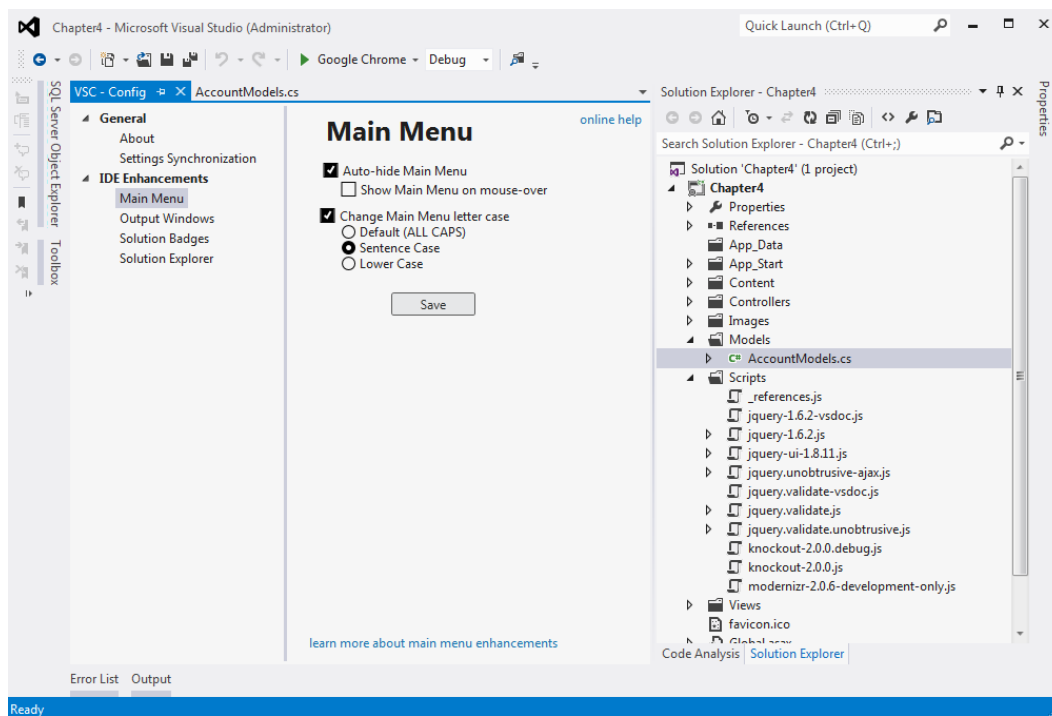 Chapter4 - Microsoft Visual Studio (Administrator)
Quick Launch (Ctrl+Q)
Google Chrome
Debug
SQL Server Object Explorer
Toolbox
VSC - Config
AccountModels.cs
General
About
Settings Synchronization
IDE Enhancements
Main Menu
Output Windows
Solution Badges
Solution Explorer
online help
Main Menu
Auto-hide Main Menu
Show Main Menu on mouse-over
Change Main Menu letter case
Default (ALL CAPS)
Sentence Case
Lower Case
Save
learn more about main menu enhancements
Solution Explorer - Chapter4
Search Solution Explorer - Chapter4 (Ctrl+;)
Solution 'Chapter4' (1 project)
Chapter4
Properties
References
App_Data
App_Start
Content
Controllers
Images
Models
C# AccountModels.cs
Scripts
_references.js
jquery-1.6.2-vsdoc.js
jquery-1.6.2.js
jquery-ui-1.8.11.js
jquery.unobtrusive-ajax.js
jquery.validate-vsdoc.js
jquery.validate.js
jquery.validate.unobtrusive.js
knockout-2.0.0.debug.js
knockout-2.0.0.js
modernizr-2.0.6-development-only.js
Views
favicon.ico
Global.asax
Code Analysis
Solution Explorer
Properties
Error List
Output
Ready